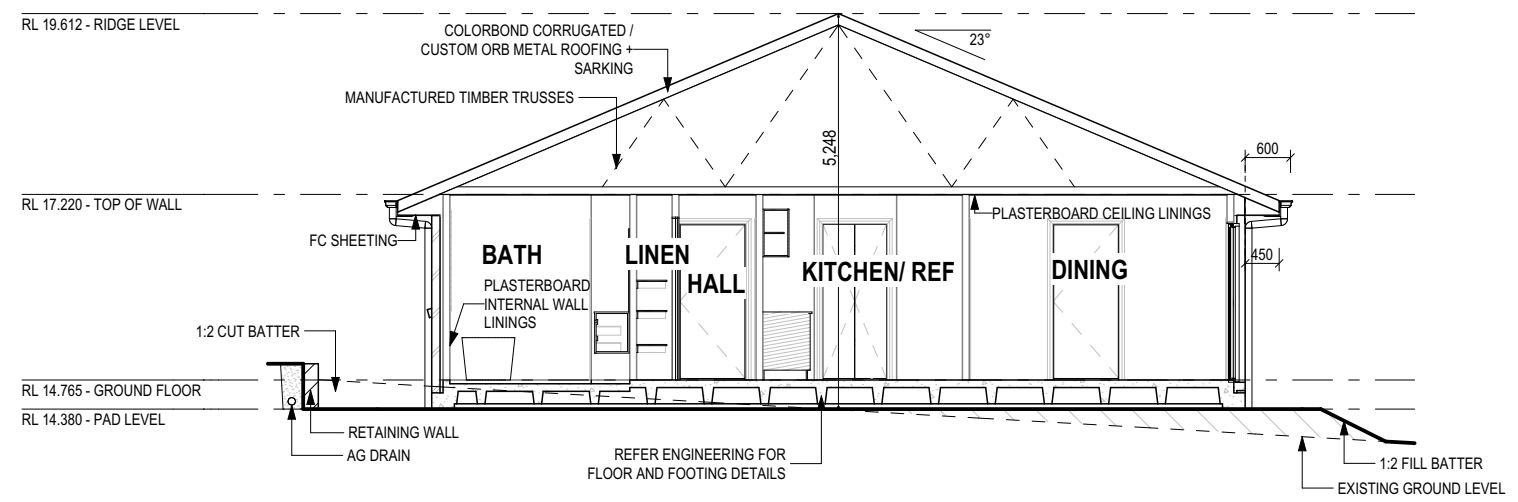 RL 19.612 - RIDGE LEVEL
COLORBOND CORRUGATED /
CUSTOM ORB METAL ROOFING +
SARKING
23°
MANUFACTURED TIMBER TRUSSES
5,248
600
RL 17.220 - TOP OF WALL
PLASTERBOARD CEILING LININGS
FC SHEETING
BATH
LINEN
HALL
KITCHEN/ REF
DINING
450
PLASTERBOARD
INTERNAL WALL
LININGS
1:2 CUT BATTER
RL 14.765 - GROUND FLOOR
RL 14.380 - PAD LEVEL
RETAINING WALL
AG DRAIN
REFER ENGINEERING FOR
FLOOR AND FOOTING DETAILS
1:2 FILL BATTER
EXISTING GROUND LEVEL